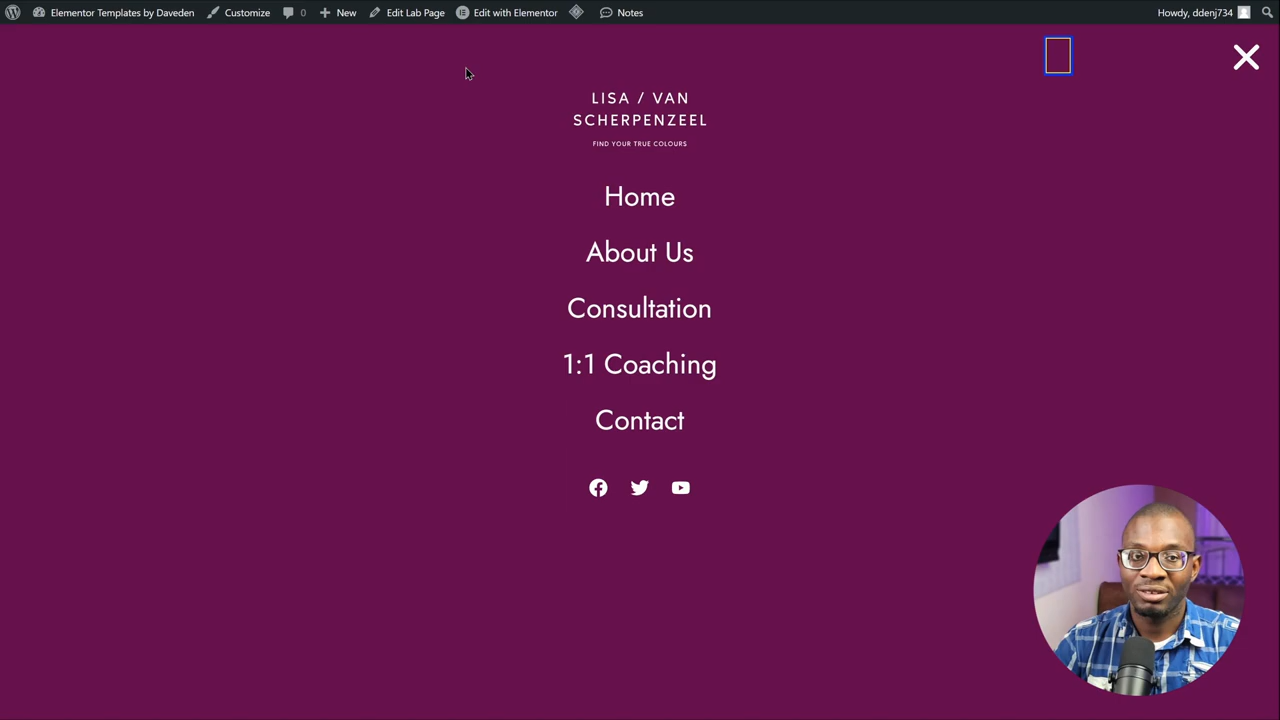 Elementor Templates by Daveden Customize 0 New Edit Lab Page Edit with Elementor Notes Howdy, ddenj734
LISA / VAN
SCHERPENZEEL
FIND YOUR TRUE COLOURS
Home
About Us
Consultation
1:1 Coaching
Contact